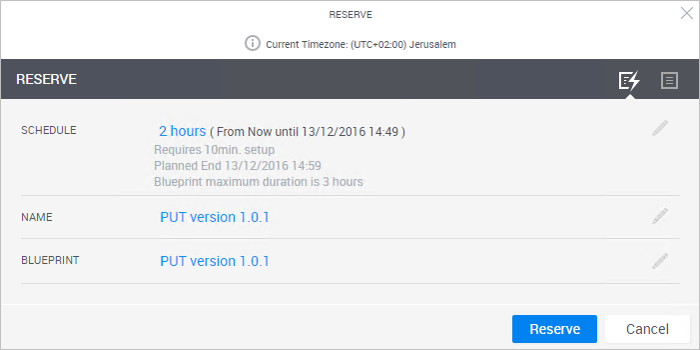 RESERVE
Current Timezone: (UTC+02:00) Jerusalem
RESERVE
SCHEDULE
2 hours ( From Now until 13/12/2016 14:49 )
Requires 10min. setup
Planned End 13/12/2016 14:59
Blueprint maximum duration is 3 hours
NAME
PUT version 1.0.1
BLUEPRINT
PUT version 1.0.1
Reserve
Cancel